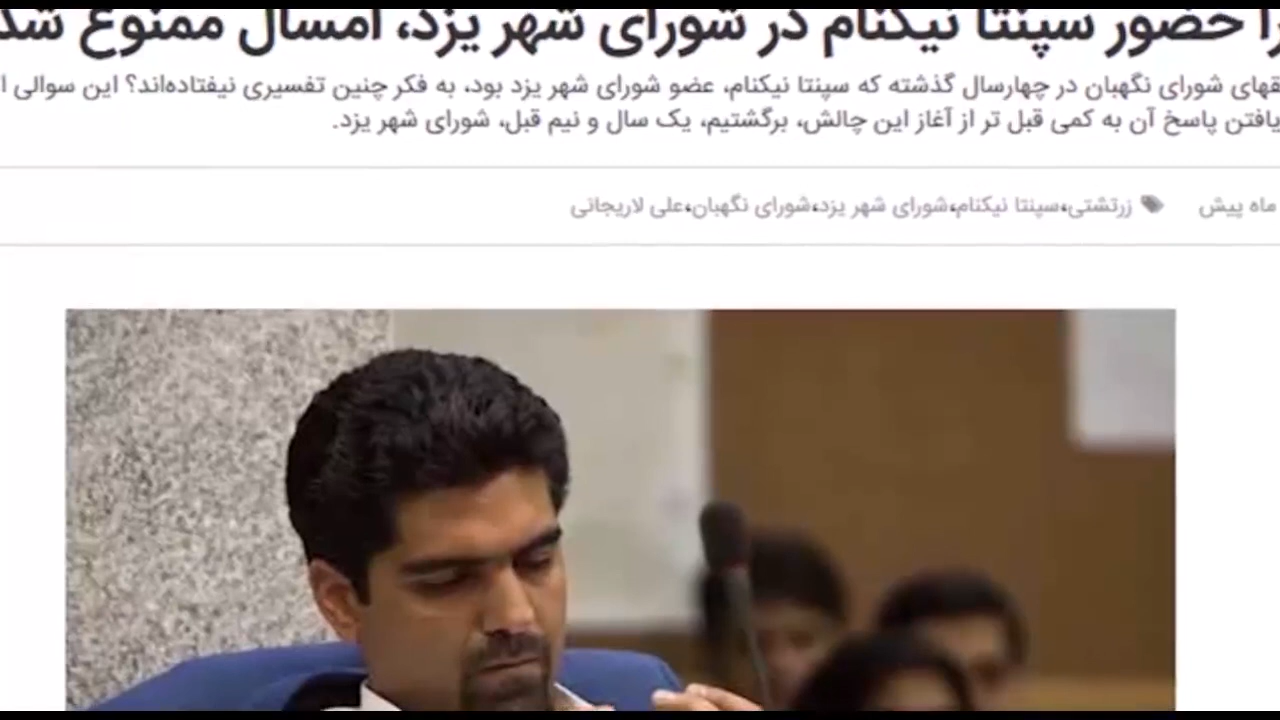 حضور سپنتا نیکنام در شورای شهر یزد، امسال ممنوع شد
شورای نگهبان در چهارسال گذشته که سپنتا نیکنام، عضو شورای شهر یزد بود، به فکر چنین تفسیری نیفتاده‌اند؟ این سوالی
یافتن پاسخ آن به کمی قبل تر از آغاز این چالش، برگشتیم، یک سال و نیم قبل، شورای شهر یزد.
ماه پیش زرتشتی،سپنتا نیکنام،شورای شهر یزد،شورای نگهبان،علی لاریجانی